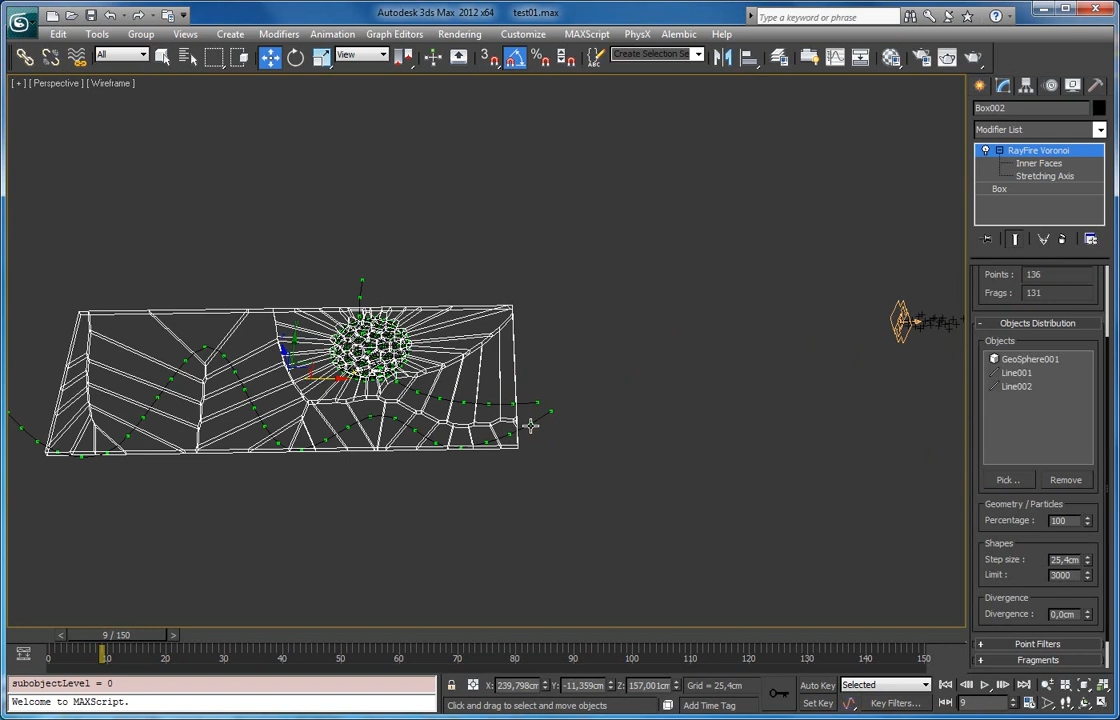 Autodesk 3ds Max 2012 x64 test01.max
Type a keyword or phrase
Edit Tools Group Views Create Modifiers Animation Graph Editors Rendering Customize MAXScript PhysX Alembic Help
All View Create Selection Se
[ + ] [ Perspective ] [ Wireframe ]
Box002
Modifier List
RayFire Voronoi
Inner Faces
Stretching Axis
Box
Points : 136
Frags : 131
Objects Distribution
Objects
GeoSphere001
Line001
Line002
Pick .. Remove
Geometry / Particles
Percentage : 100
Shapes
Step size : 25,4cm
Limit : 3000
Divergence
Divergence : 0,0cm
Point Filters
Fragments
< 9 / 150 >
0 10 20 30 40 50 60 70 80 90 100 110 120 130 140 150
subobjectLevel = 0
Welcome to MAXScript.
X: 239,798cm Y: -11,359cm Z: 157,001cm Grid = 25,4cm
Click and drag to select and move objects Add Time Tag
Auto Key Selected
Set Key Key Filters... 9